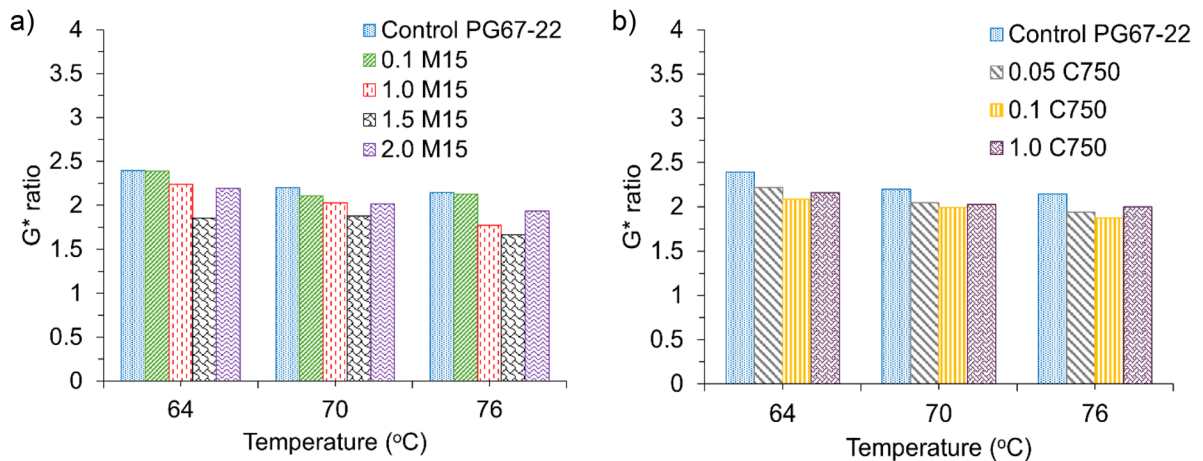 a)
G* ratio
4
3.5
3
2.5
2
1.5
1
0.5
0
Control PG67-22
0.1 M15
1.0 M15
1.5 M15
2.0 M15
64 70 76
Temperature (°C)
b)
G* ratio
4
3.5
3
2.5
2
1.5
1
0.5
0
Control PG67-22
0.05 C750
0.1 C750
1.0 C750
64 70 76
Temperature (°C)